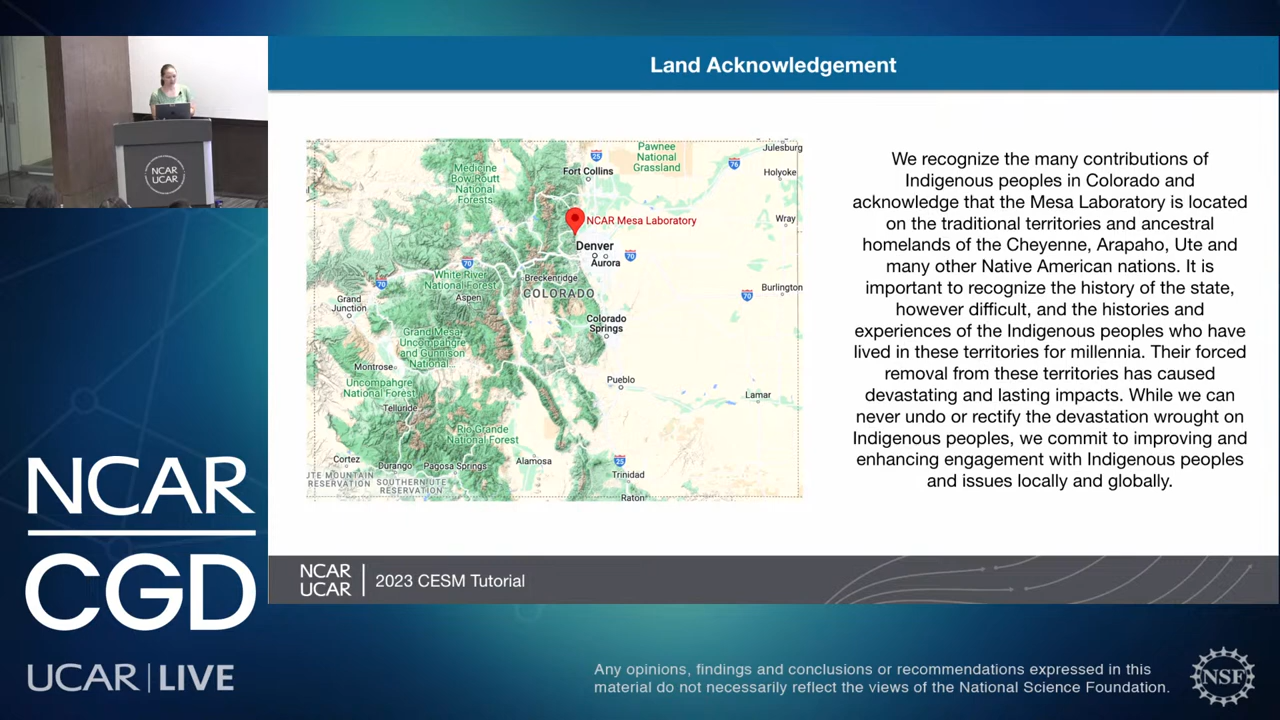 Land Acknowledgement
NCAR
UCAR
Pawnee
National
Grassland
Julesburg
25
76
Medicine
Bow Routt
National
Forests
Fort Collins
Holyoke
NCAR Mesa Laboratory
Wray
Denver
Aurora
70
70
White River
National Forest
Breckenridge
70
Aspen
COLORADO
Burlington
70
Grand
Junction
Colorado
Springs
Grand Mesa,
Uncompahgre
and Gunnison
National...
Montrose
Pueblo
Uncompahgre
National Forest
Lamar
Telluride
Rio Grande
National Forest
Cortez
Durango
Pagosa Springs
Alamosa
25
Trinidad
UTE MOUNTAIN
RESERVATION
SOUTHERN UTE
RESERVATION
Raton
We recognize the many contributions of
Indigenous peoples in Colorado and
acknowledge that the Mesa Laboratory is located
on the traditional territories and ancestral
homelands of the Cheyenne, Arapaho, Ute and
many other Native American nations. It is
important to recognize the history of the state,
however difficult, and the histories and
experiences of the Indigenous peoples who have
lived in these territories for millennia. Their forced
removal from these territories has caused
devastating and lasting impacts. While we can
never undo or rectify the devastation wrought on
Indigenous peoples, we commit to improving and
enhancing engagement with Indigenous peoples
and issues locally and globally.
NCAR
UCAR
2023 CESM Tutorial
NCAR
CGD
UCAR | LIVE
Any opinions, findings and conclusions or recommendations expressed in this
material do not necessarily reflect the views of the National Science Foundation.
NSF